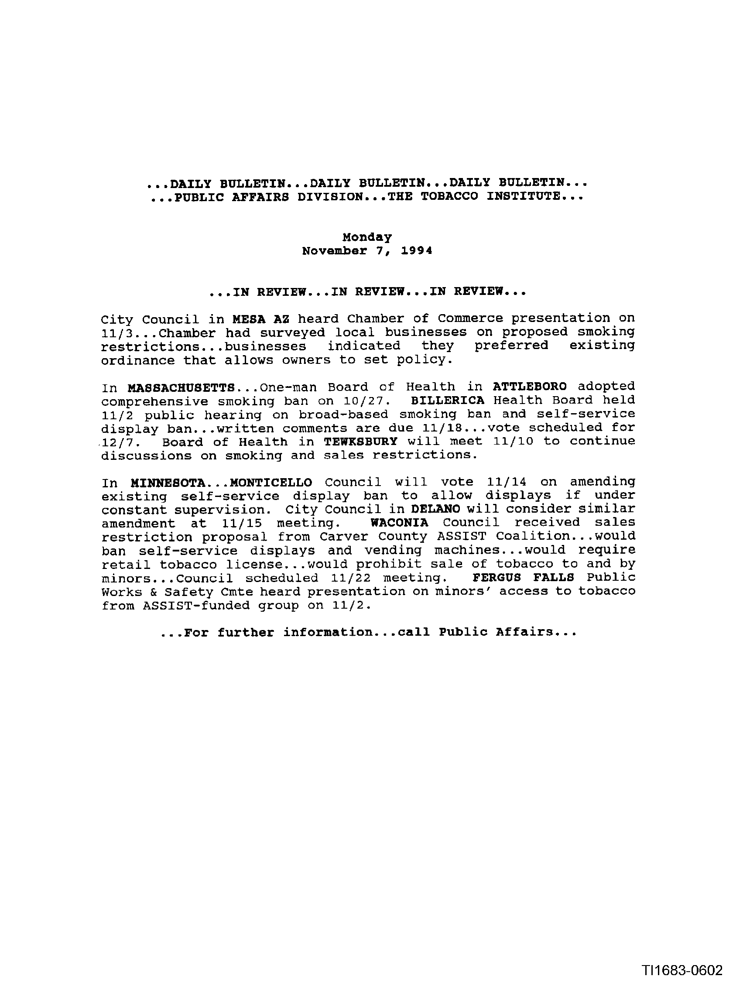 ...DAILY BULLETIN...DAILY BULLETIN...DAILY BULLETIN...
...PUBLIC AFFAIRS DIVISION...THE TOBACCO INSTITUTE...
Monday
November 7, 1994
...IN REVIEW...IN REVIEW...IN REVIEW...
City Council in MESA AZ heard Chamber of Commerce presentation on
11/3...Chamber had surveyed local businesses on proposed smoking
restrictions...businesses indicated they preferred existing
ordinance that allows owners to set policy.
In MASSACHUSETTS...One-man Board of Health in ATTLEBORO adopted
comprehensive smoking ban on 10/27. BILLERICA Health Board held
11/2 public hearing on broad-based smoking ban and self-service
display ban...written comments are due 11/18...vote scheduled for
12/7. Board of Health in TEWKSBURY will meet 11/10 to continue
discussions on smoking and sales restrictions.
In MINNESOTA...MONTICELLO Council will vote 11/14 on amending
existing self-service display ban to allow displays if under
constant supervision. City Council in DELANO will consider similar
amendment at 11/15 meeting. WACONIA Council received sales
restriction proposal from Carver County ASSIST Coalition...would
ban self-service displays and vending machines...would require
retail tobacco license...would prohibit sale of tobacco to and by
minors...Council scheduled 11/22 meeting. FERGUS FALLS Public
Works & Safety Cmte heard presentation on minors' access to tobacco
from ASSIST-funded group on 11/2.
...For further information...call Public Affairs...
TI1683-0602